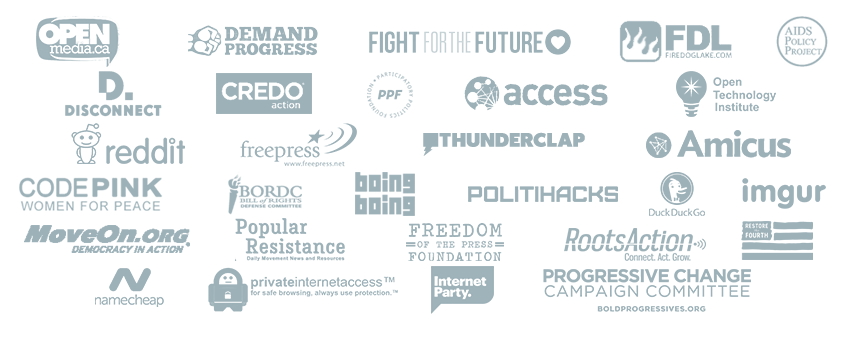 OPEN
media.ca
DEMAND
PROGRESS
FIGHT FOR THE FUTURE
FDL
FIREDOGLAKE.COM
AIDS
POLICY
PROJECT
D.
DISCONNECT
CREDO
action
PARTICIPATORY POLITICS FOUNDATION
PPF
access
Open
Technology
Institute
reddit
freepress
www.freepress.net
THUNDERCLAP
Amicus
CODEPINK
WOMEN FOR PEACE
BORDC
BILL OF RIGHTS
DEFENSE COMMITTEE
boing
boing
POLITIHACKS
DuckDuckGo
imgur
MoveOn.ORG
DEMOCRACY IN ACTION
Popular
Resistance
Daily Movement News and Resources
FREEDOM
OF THE PRESS
FOUNDATION
RootsAction
Connect. Act. Grow.
RESTORE
THE
FOURTH
namecheap
privateinternetaccess™
for safe browsing, always use protection.™
Internet
Party.
PROGRESSIVE CHANGE
CAMPAIGN COMMITTEE
BOLDPROGRESSIVES.ORG